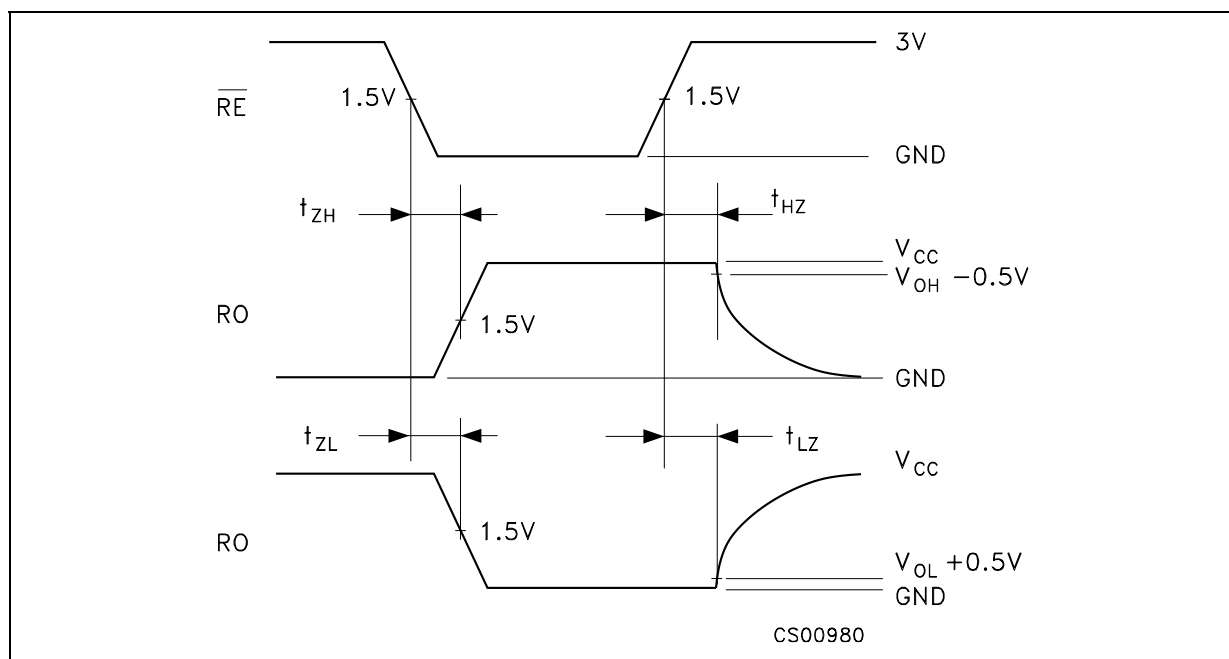 3V
R̅E̅
1.5V
1.5V
GND
tZH
tHZ
VCC
VOH −0.5V
RO
1.5V
GND
tZL
tLZ
VCC
1.5V
RO
VOL +0.5V
GND
CS00980